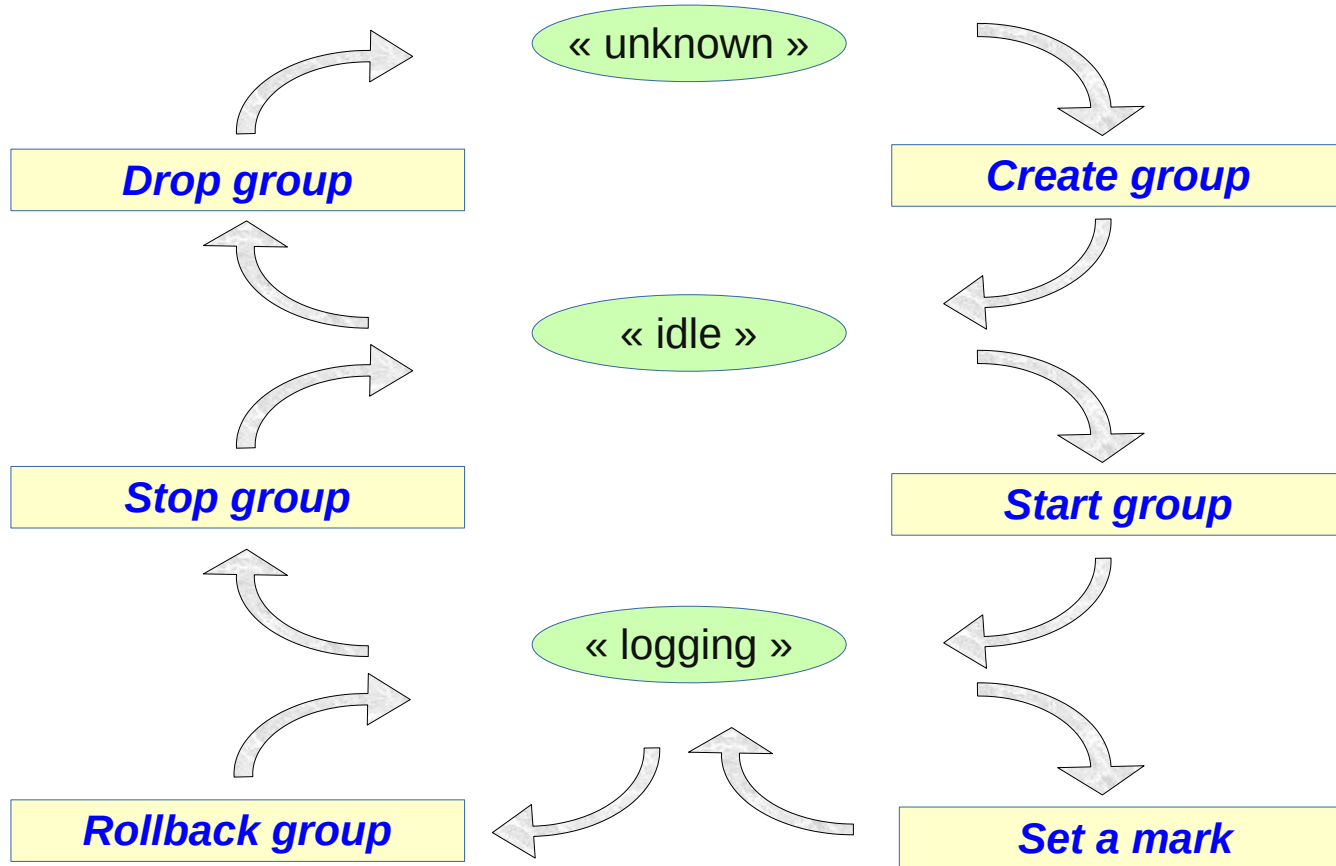 « unknown »
Drop group
Create group
« idle »
Stop group
Start group
« logging »
Rollback group
Set a mark